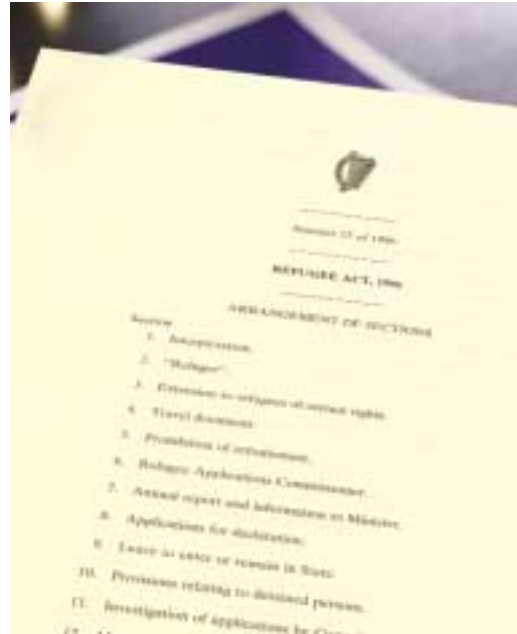 Number 17 of 1996
REFUGEE ACT, 1996
ARRANGEMENT OF SECTIONS
Section
1. Interpretation.
2. "Refugee".
3. Extension to refugees of certain rights.
4. Travel document.
5. Prohibition of refoulement.
6. Refugee Applications Commissioner.
7. Annual report and information to Minister.
8. Applications for declaration.
9. Leave to enter or remain in State.
10. Provisions relating to detained persons.
11. Investigation of applications by